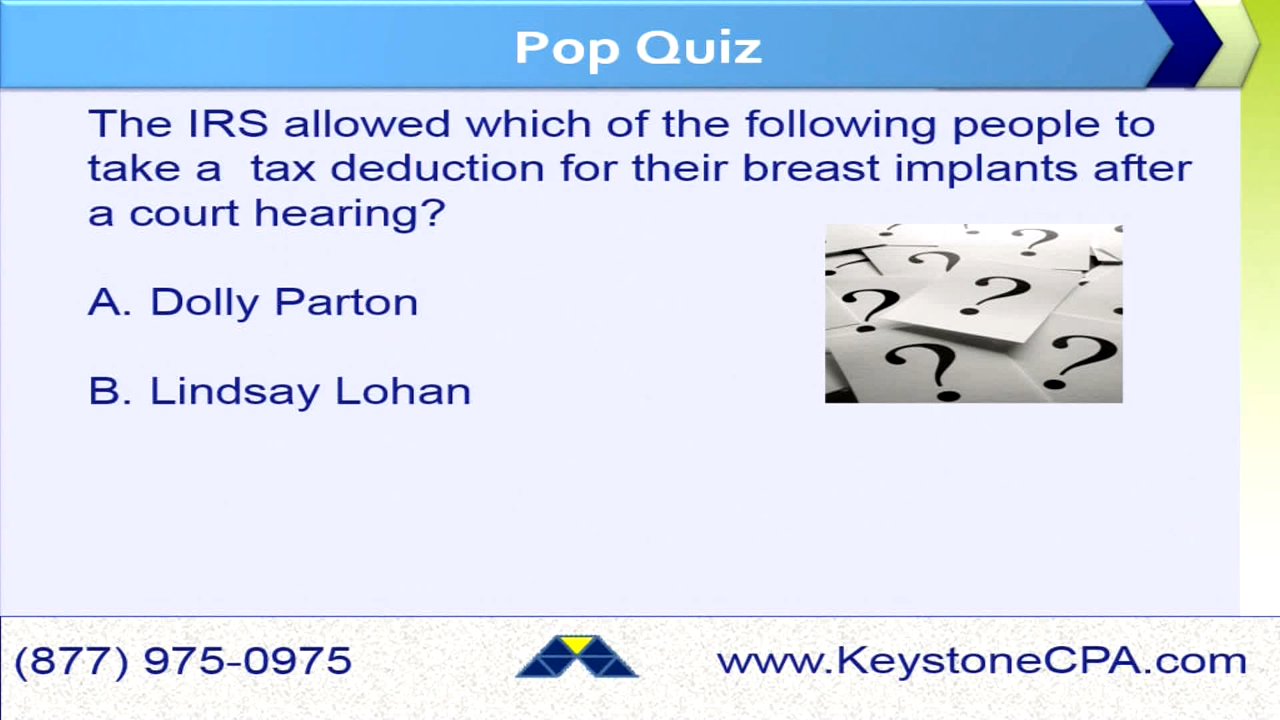 Pop Quiz
The IRS allowed which of the following people to
take a  tax deduction for their breast implants after
a court hearing?
A. Dolly Parton
B. Lindsay Lohan
? ? ? ? ? ? ?
(877) 975-0975
www.KeystoneCPA.com